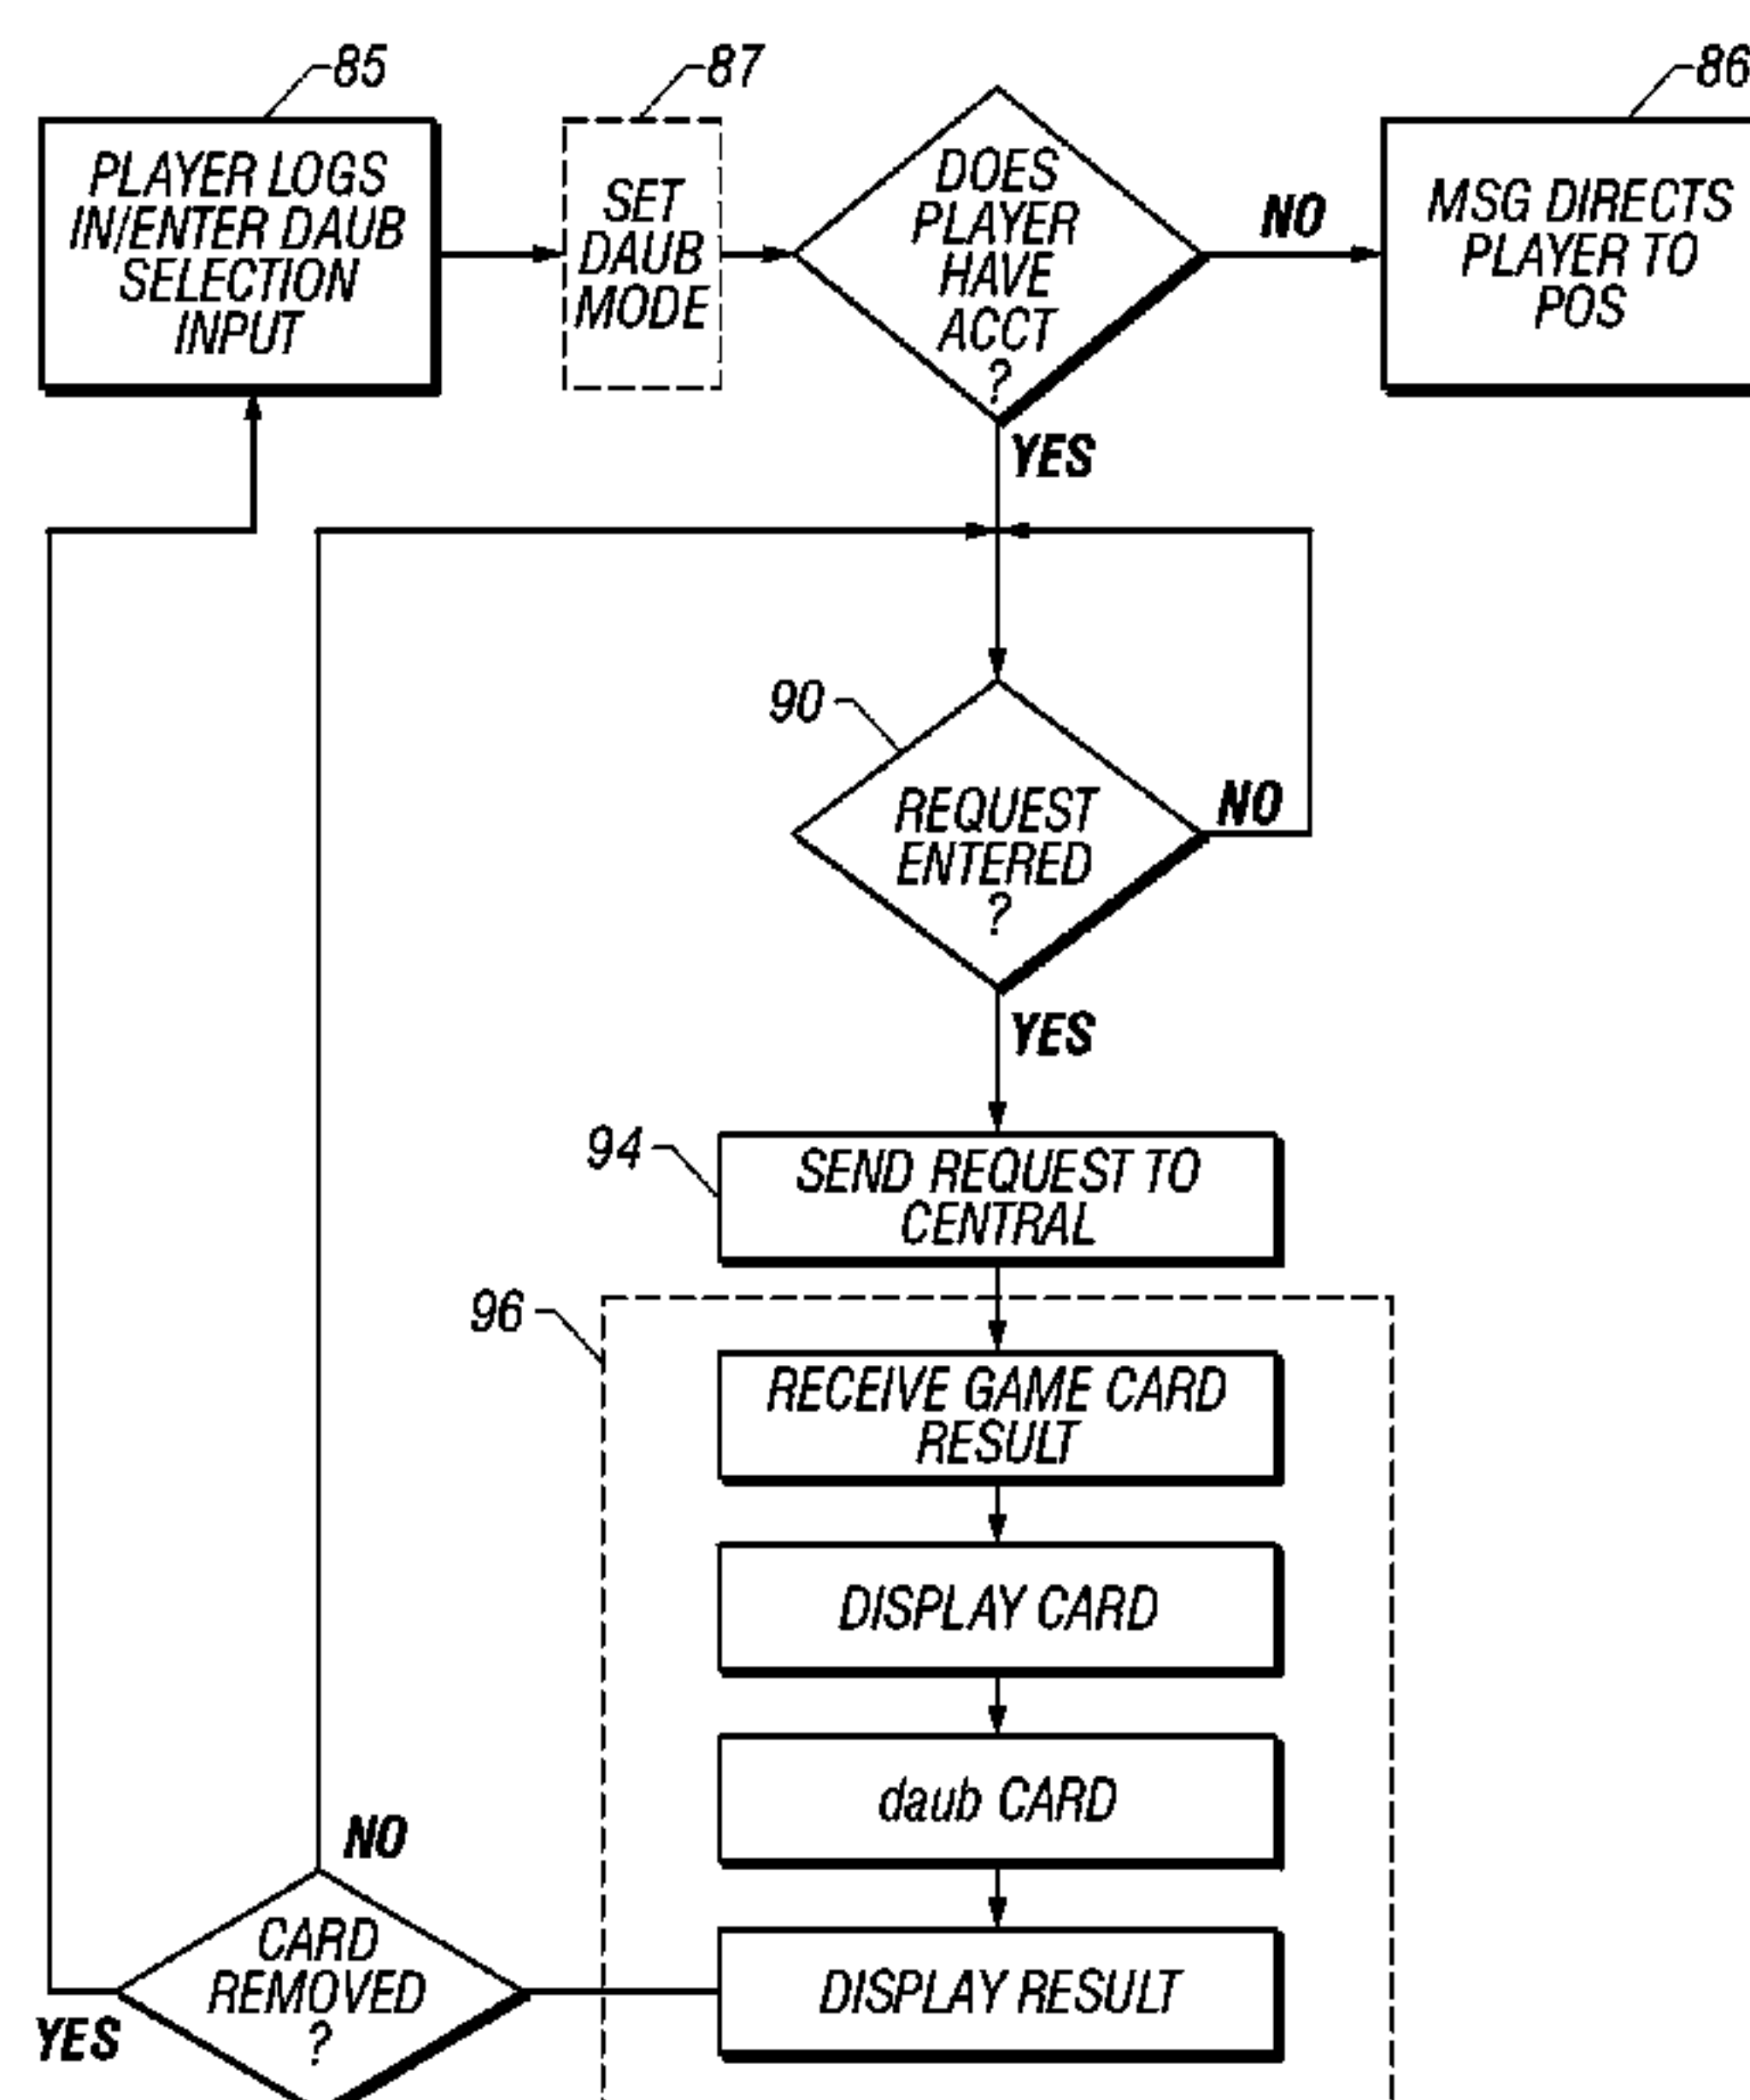 85
87
86
PLAYER LOGS
IN/ENTER DAUB
SELECTION
INPUT
SET
DAUB
MODE
DOES
PLAYER
HAVE
ACCT
?
NO
MSG DIRECTS
PLAYER TO
POS
YES
90
REQUEST
ENTERED
?
NO
YES
94
SEND REQUEST TO
CENTRAL
96
RECEIVE GAME CARD
RESULT
DISPLAY CARD
daub CARD
NO
CARD
REMOVED
?
YES
DISPLAY RESULT